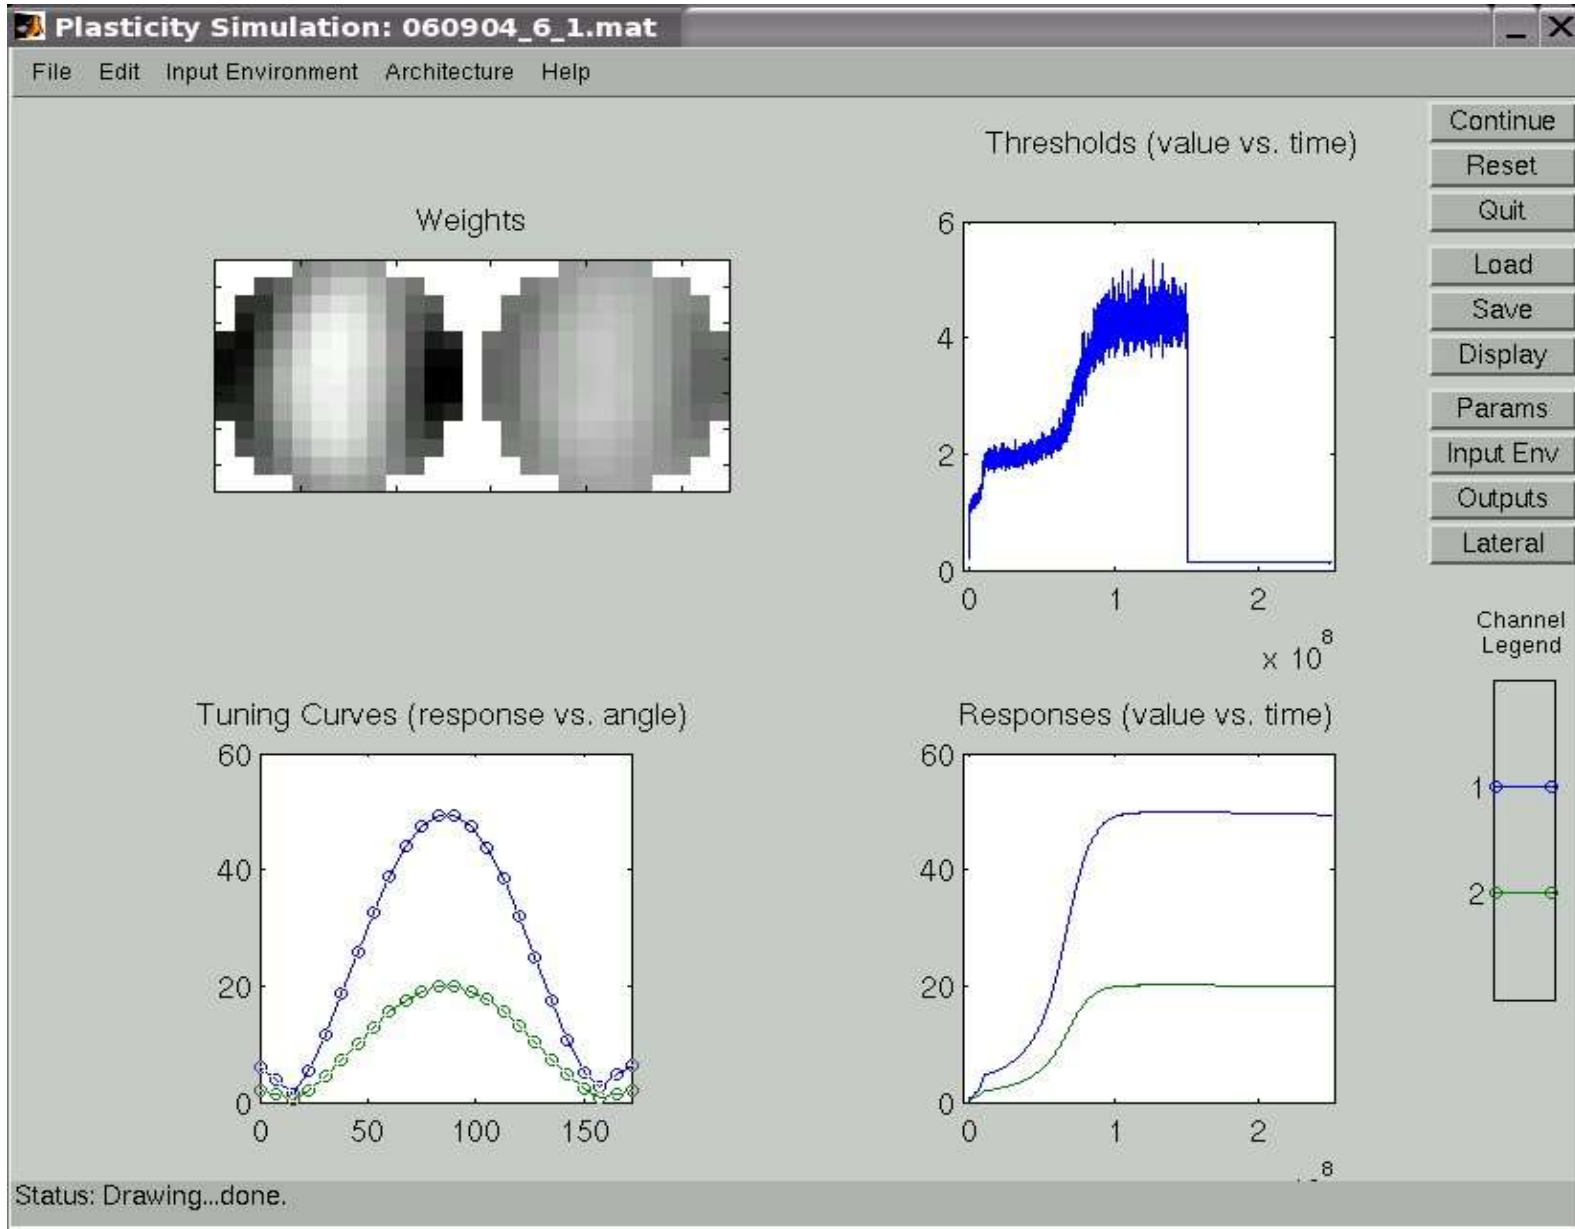 Plasticity Simulation: 060904_6_1.mat
File Edit Input Environment Architecture Help
Weights
Thresholds (value vs. time)
6
4
2
0
0 1 2
x 10^8
Tuning Curves (response vs. angle)
60
40
20
0
0 50 100 150
Responses (value vs. time)
60
40
20
0
0 1 2
8
Continue
Reset
Quit
Load
Save
Display
Params
Input Env
Outputs
Lateral
Channel
Legend
1
2
Status: Drawing...done.